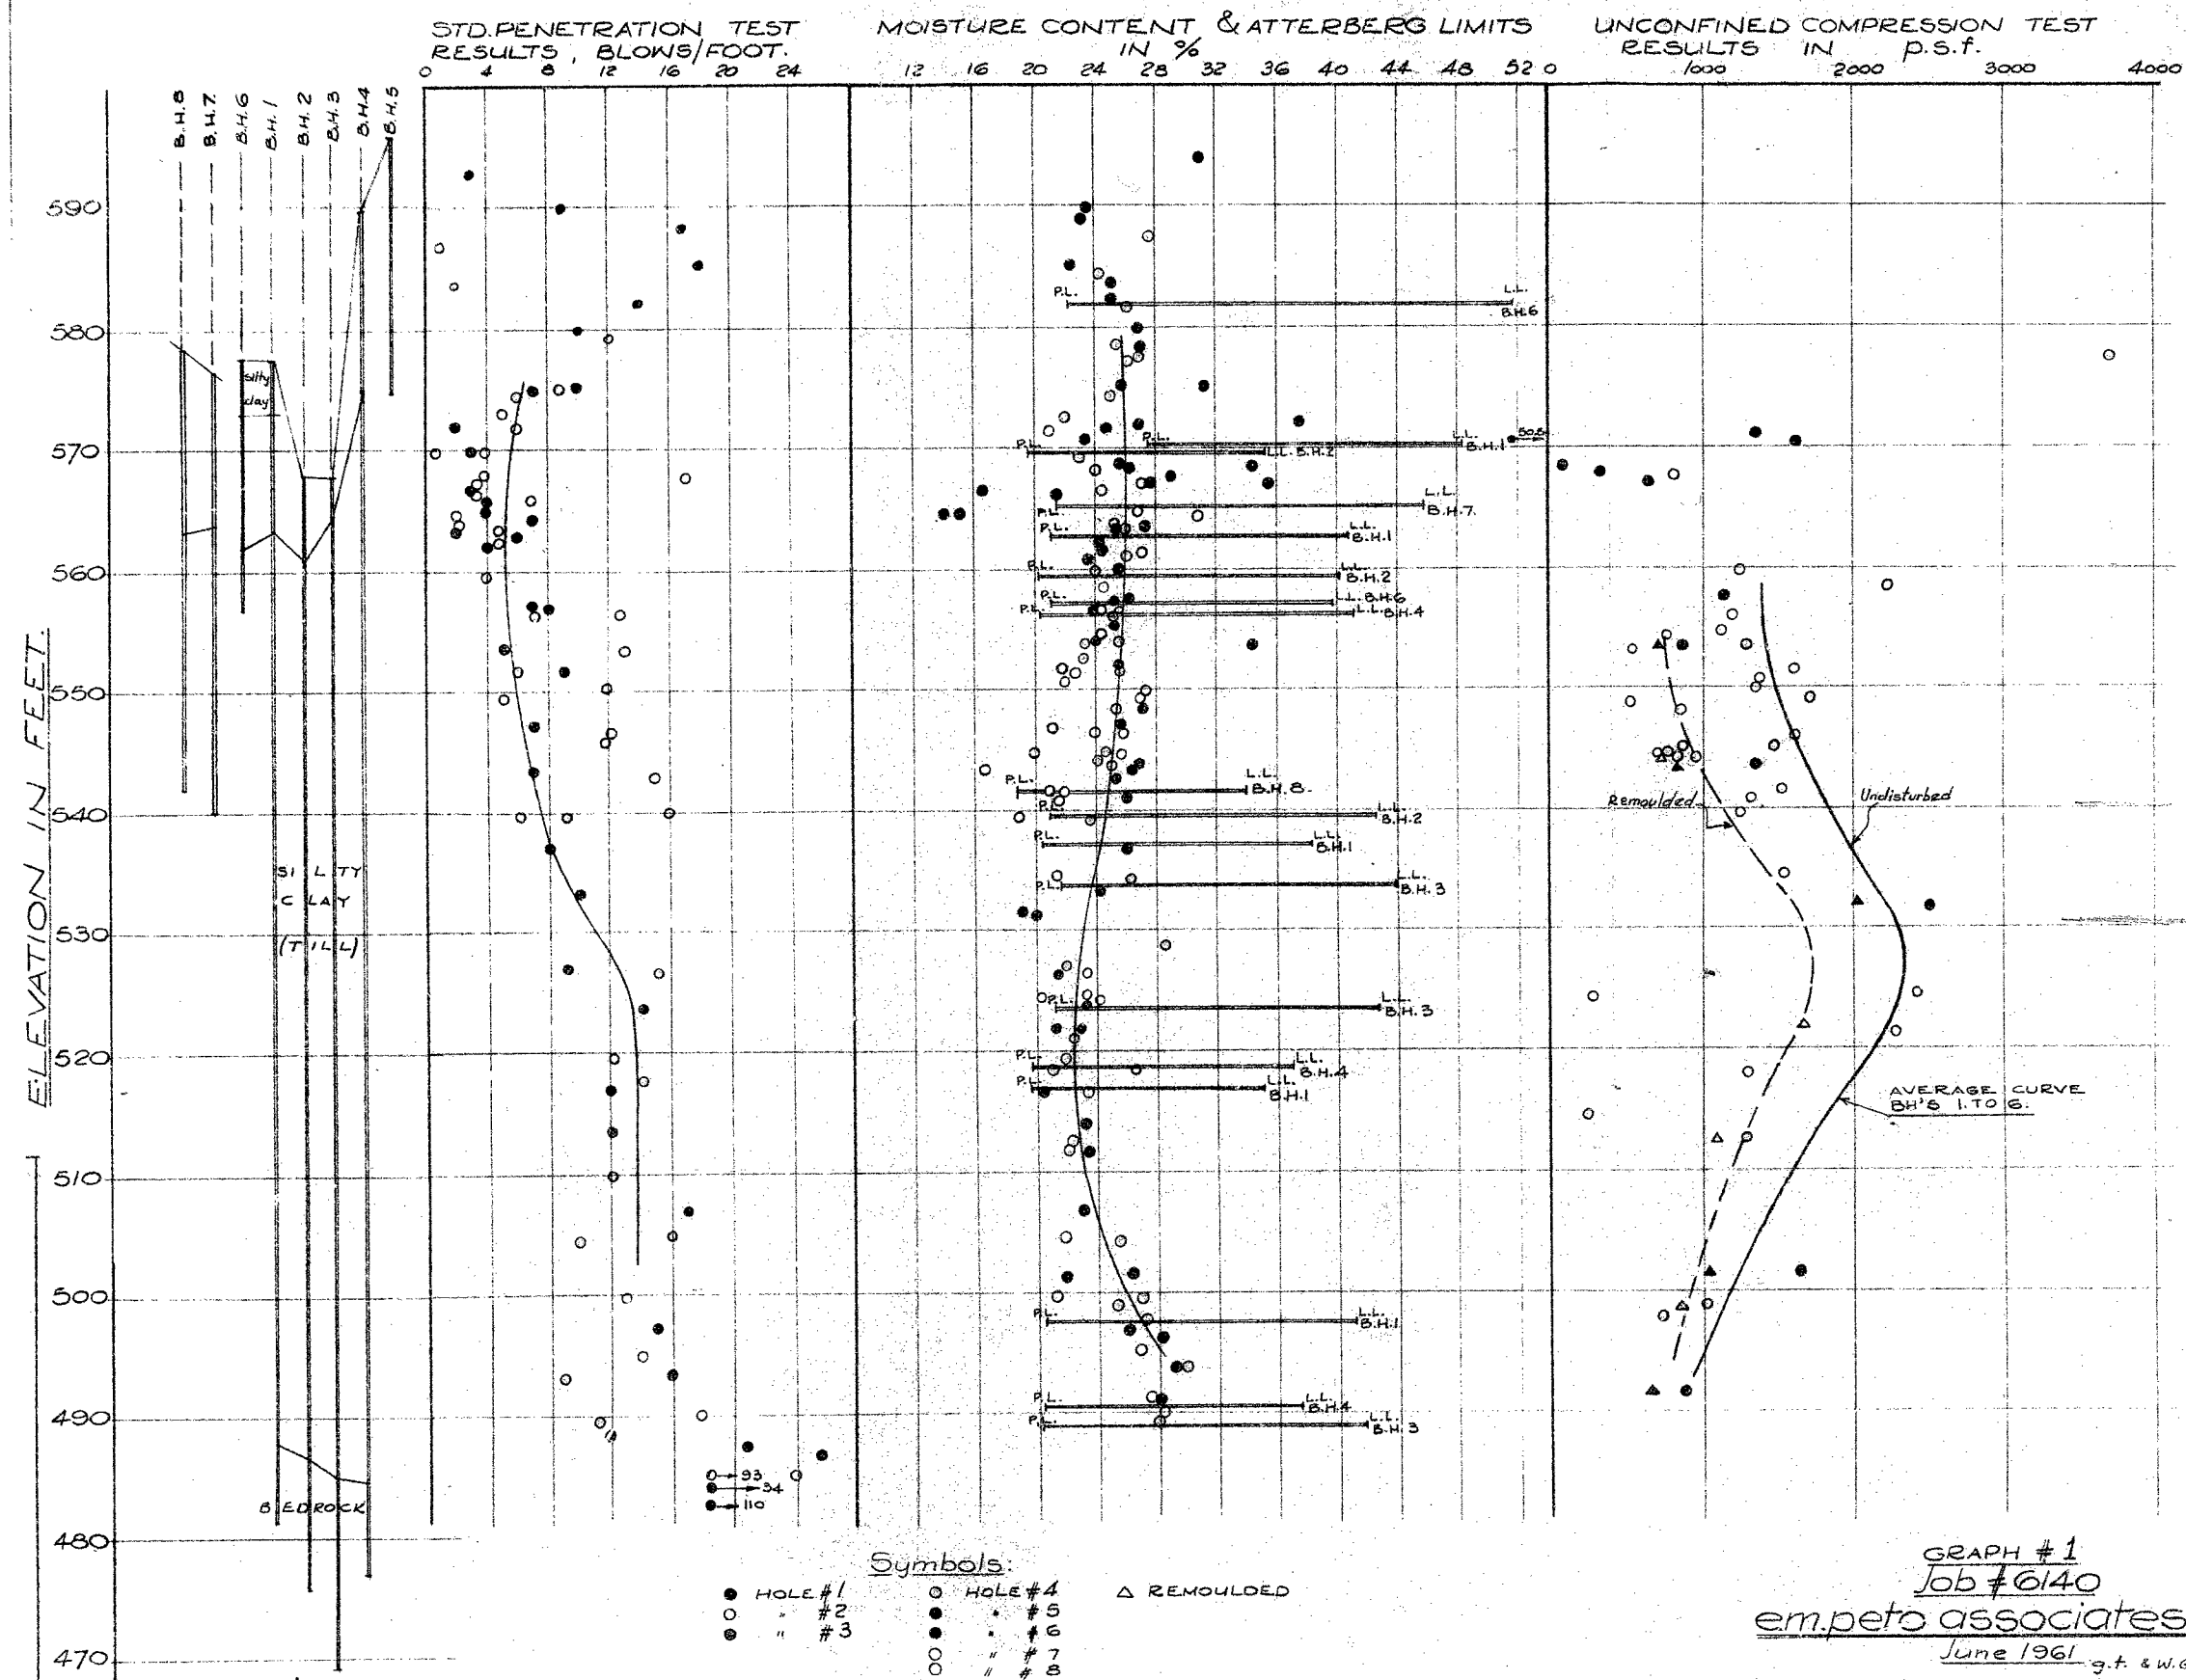 STD. PENETRATION TEST
RESULTS, BLOWS/FOOT.
MOISTURE CONTENT & ATTERBERG LIMITS
IN %
UNCONFINED COMPRESSION TEST
RESULTS IN p.s.f.
0 4 8 12 16 20 24
12 16 20 24 28 32 36 40 44 48 52
0 1000 2000 3000 4000
B.H.8
B.H.7.
B.H.6
B.H.1
B.H.2
B.H.3
B.H.4
B.H.5
ELEVATION IN FEET.
590
580
570
560
550
540
530
520
510
500
490
480
470
silty
clay
SILTY
CLAY
(TILL)
BEDROCK
93
34
110
P.L. L.L.
B.H.6
P.L. L.L.
B.H.1
50.5
P.L. L.L. B.H.2
P.L. L.L.
B.H.7.
P.L. L.L.
B.H.1
P.L. L.L.
B.H.2
P.L. L.L. B.H.6
P.L. L.L. B.H.4
P.L. L.L.
B.H.8.
P.L. L.L.
B.H.2
P.L. L.L.
B.H.1
P.L. L.L.
B.H.3
P.L. L.L.
B.H.3
P.L. L.L.
B.H.4
P.L. L.L.
B.H.1
P.L. L.L.
B.H.1
P.L. L.L.
B.H.4
P.L. L.L.
B.H.3
Remoulded
Undisturbed
AVERAGE CURVE
BH'S 1. TO 6.
Symbols:
HOLE #1
" #2
" #3
HOLE #4
" #5
" #6
" #7
" #8
△ REMOULDED
GRAPH #1
Job #6140
e.m.peto associates
June 1961 g.t. & W.G